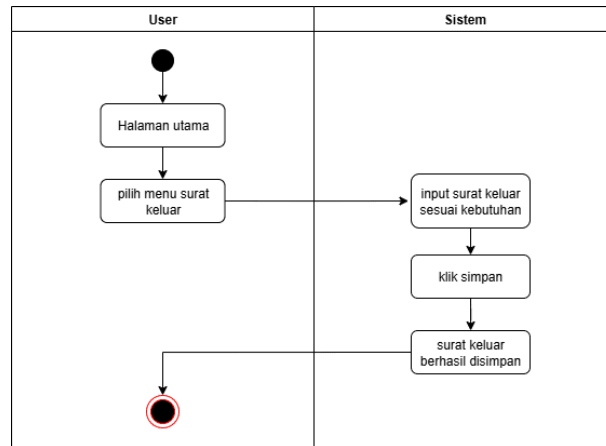 User
Sistem
Halaman utama
pilih menu surat
keluar
input surat keluar
sesuai kebutuhan
klik simpan
surat keluar
berhasil disimpan